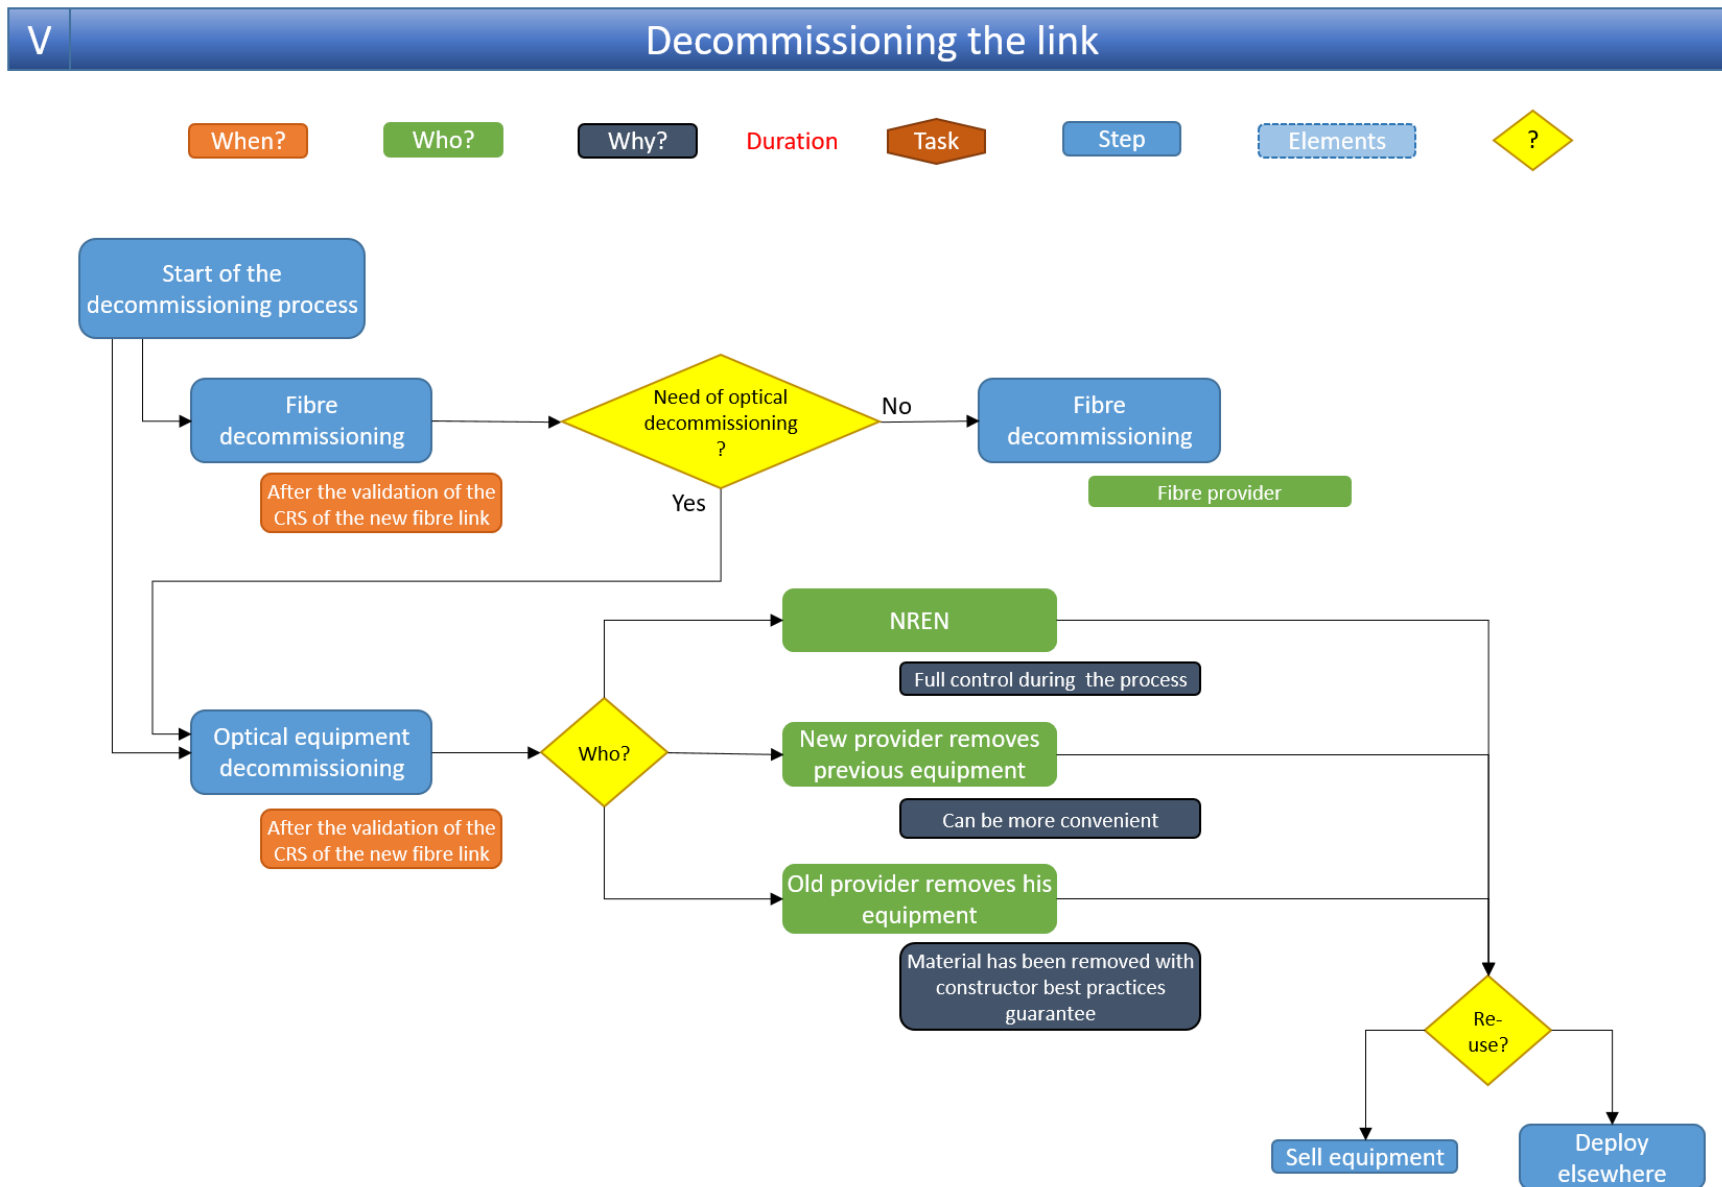 V
Decommissioning the link
When?
Who?
Why?
Duration
Task
Step
Elements
?
Start of the
decommissioning process
Fibre
decommissioning
After the validation of the
CRS of the new fibre link
Need of optical
decommissioning
?
No
Yes
Fibre
decommissioning
Fibre provider
Optical equipment
decommissioning
After the validation of the
CRS of the new fibre link
Who?
NREN
Full control during the process
New provider removes
previous equipment
Can be more convenient
Old provider removes his
equipment
Material has been removed with
constructor best practices
guarantee
Re-
use?
Sell equipment
Deploy
elsewhere